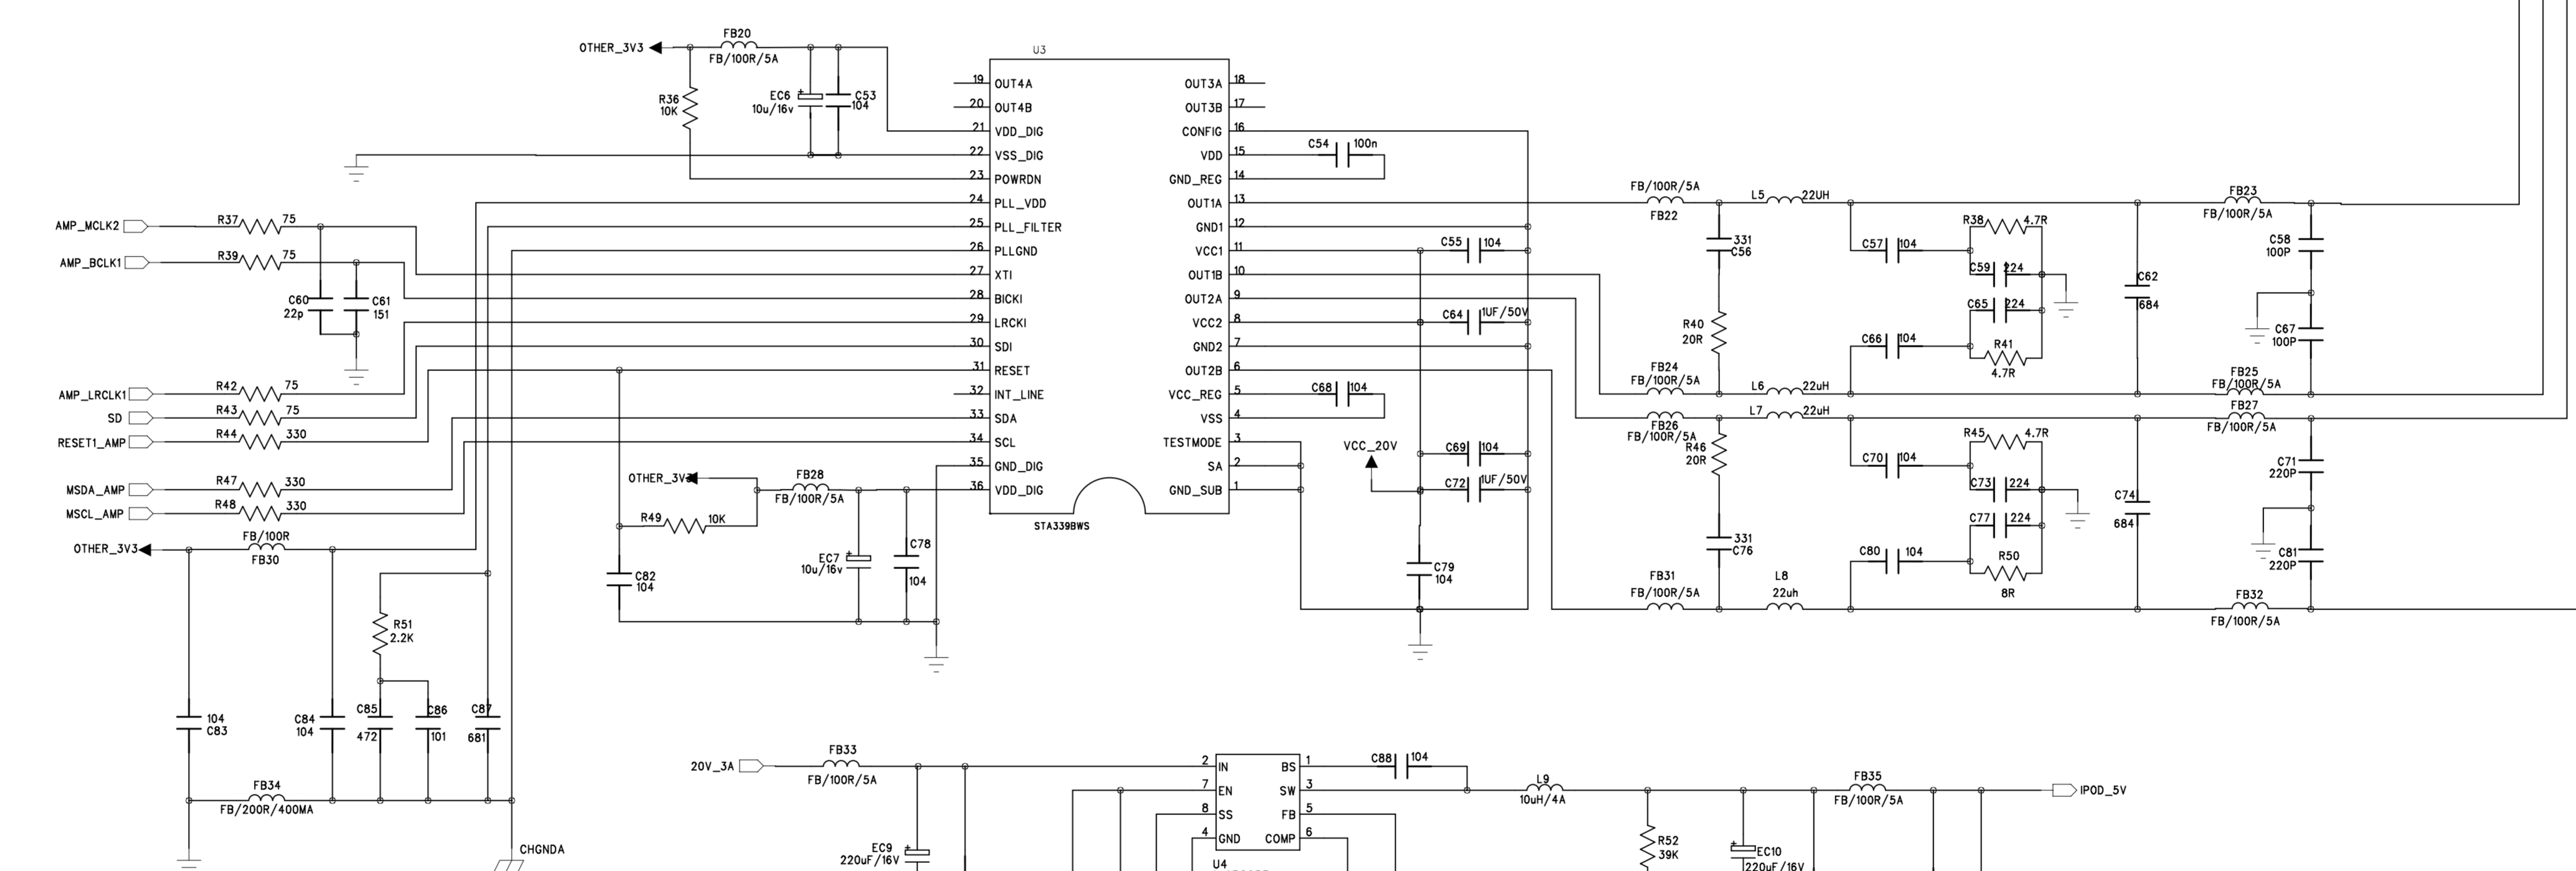 FB20
OTHER_3V3
FB/100R/5A
R36
10K
EC6
+
10u/16v
C53
104
U3
19 OUT4A
20 OUT4B
21 VDD_DIG
22 VSS_DIG
23 POWRDN
24 PLL_VDD
25 PLL_FILTER
26 PLLGND
27 XTI
28 BICKI
29 LRCKI
30 SDI
31 RESET
32 INT_LINE
33 SDA
34 SCL
35 GND_DIG
36 VDD_DIG
OUT3A 18
OUT3B 17
CONFIG 16
VDD 15
GND_REG 14
OUT1A 13
GND1 12
VCC1 11
OUT1B 10
OUT2A 9
VCC2 8
GND2 7
OUT2B 6
VCC_REG 5
VSS 4
TESTMODE 3
SA 2
GND_SUB 1
STA339BWS
AMP_MCLK2
R37 75
AMP_BCLK1
R39 75
C60
22p
C61
151
AMP_LRCLK1
R42 75
SD
R43 75
RESET1_AMP
R44 330
MSDA_AMP
R47 330
MSCL_AMP
R48 330
OTHER_3V3
FB/100R
FB30
OTHER_3V3
FB28
FB/100R/5A
R49 10K
EC7
+
10u/16v
C78
104
C82
104
R51
2.2K
104
C83
C84
104
C85
472
C86
101
C87
681
FB34
FB/200R/400MA
CHGNDA
C54 100n
C55 104
C64 1UF/50V
C68 104
VCC_20V
C69 104
C72 1UF/50V
C79
104
FB/100R/5A
FB22
L5 22UH
331
C56
R40
20R
FB24
FB/100R/5A
L6 22uH
C57 104
R38 4.7R
C59 224
C65 224
C66 104
R41
4.7R
C62
684
FB23
FB/100R/5A
C58
100P
C67
100P
FB25
FB/100R/5A
FB26
FB/100R/5A
L7 22uH
FB27
FB/100R/5A
R46
20R
331
C76
C70 104
R45 4.7R
C73 224
C77 224
C80 104
R50
8R
C74
684
C71
220P
C81
220P
FB31
FB/100R/5A
L8
22uh
FB32
FB/100R/5A
20V_3A
FB33
FB/100R/5A
2 IN
7 EN
8 SS
4 GND
BS 1
SW 3
FB 5
COMP 6
U4
C88 104
L9
10uH/4A
FB35
FB/100R/5A
IPOD_5V
EC9
+
220uF/16V
R52
39K
+
EC10
220uF/16V